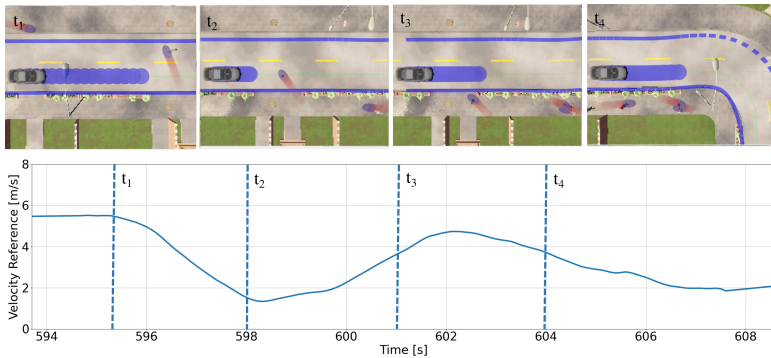 t1 t2 t3 t4
8
6
4
2
0
Velocity Reference [m/s]
t1 t2 t3 t4
594 596 598 600 602 604 606 608
Time [s]